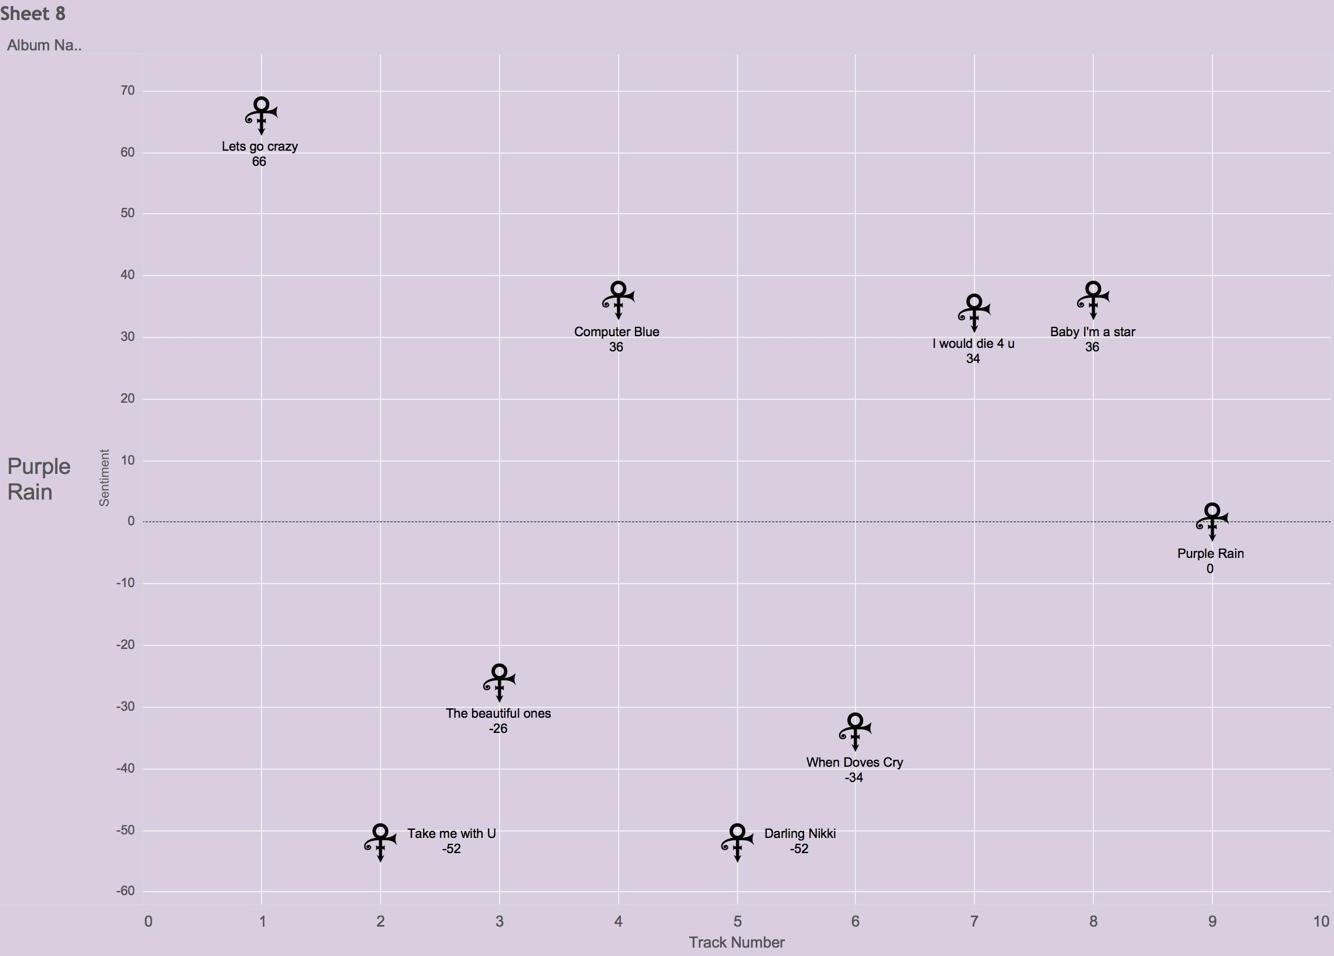 Sheet 8
Album Na..
70
Lets go crazy
66
60
50
40
Computer Blue
36
I would die 4 u
34
Baby I'm a star
36
30
20
10
Purple
Rain
Sentiment
0
Purple Rain
0
-10
-20
The beautiful ones
-26
-30
When Doves Cry
-34
-40
-50
Take me with U
-52
Darling Nikki
-52
-60
0 1 2 3 4 5 6 7 8 9 10
Track Number